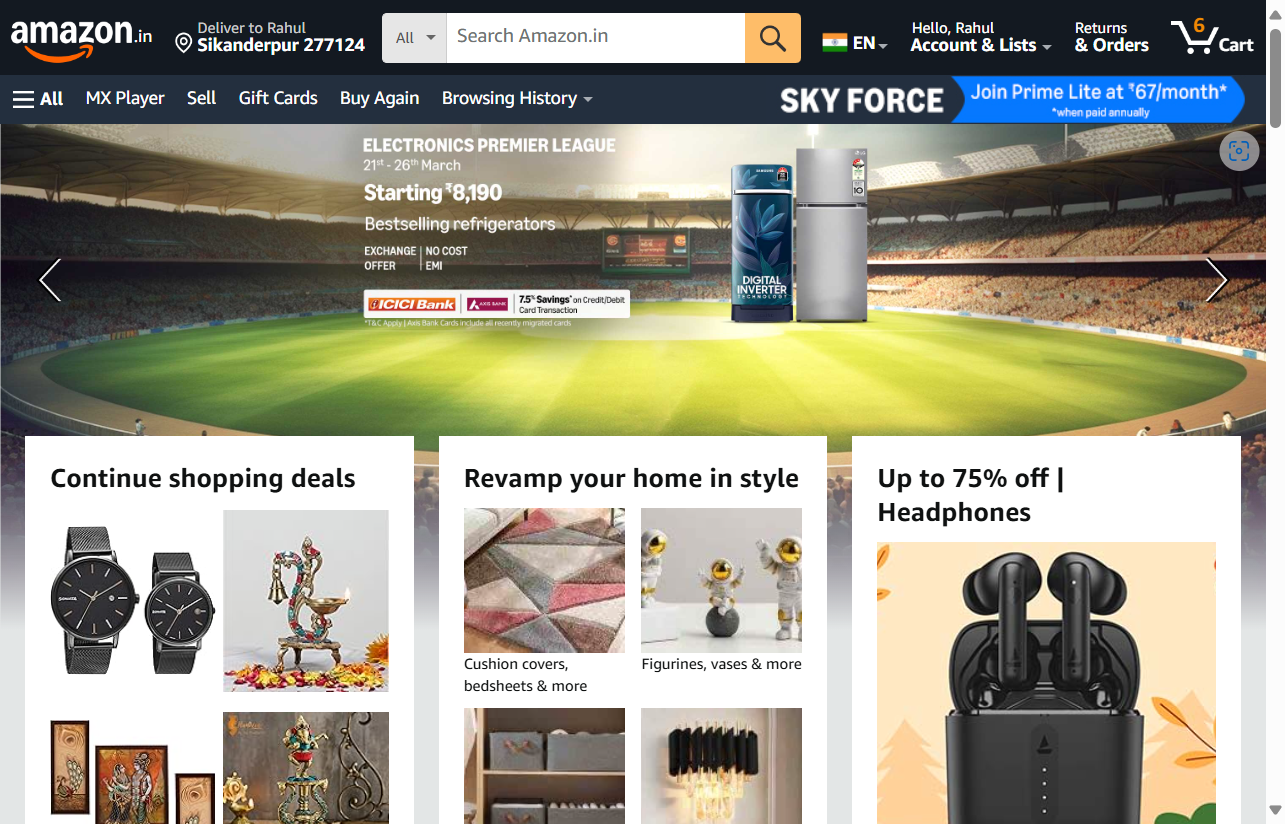 amazon.in
Deliver to Rahul
Sikanderpur 277124
All
Search Amazon.in
EN
Hello, Rahul
Account & Lists
Returns
& Orders
6
Cart
All
MX Player
Sell
Gift Cards
Buy Again
Browsing History
SKY FORCE
Join Prime Lite at ₹67/month*
*when paid annually
ELECTRONICS PREMIER LEAGUE
21st - 26th March
Starting ₹8,190
Bestselling refrigerators
EXCHANGE OFFER | NO COST EMI
ICICI Bank
AXIS BANK
7.5% Savings* on Credit/Debit
Card Transaction
*T&C Apply | Axis Bank Cards include all recently migrated cards
SAMSUNG
DIGITAL
INVERTER
TECHNOLOGY
LG
Continue shopping deals
Revamp your home in style
Up to 75% off |
Headphones
SONATA
Cushion covers,
bedsheets & more
Figurines, vases & more